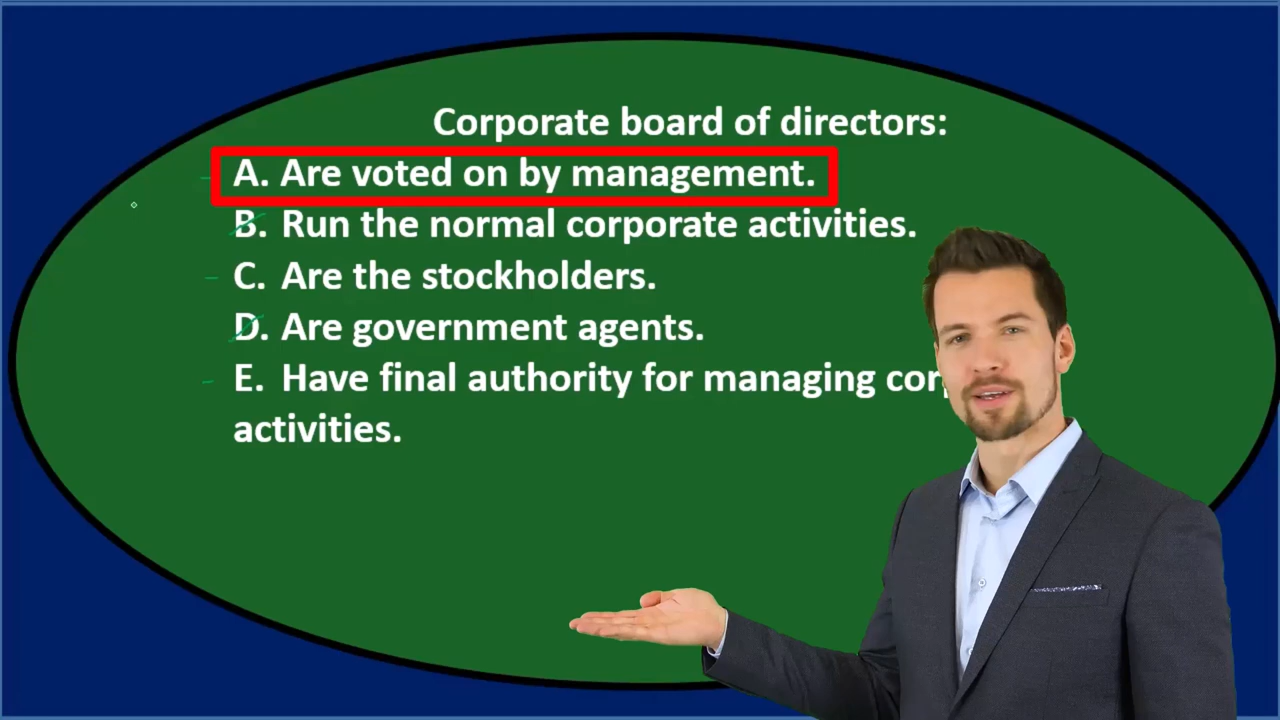 Corporate board of directors:
A. Are voted on by management.
B. Run the normal corporate activities.
C. Are the stockholders.
D. Are government agents.
E. Have final authority for managing
activities.